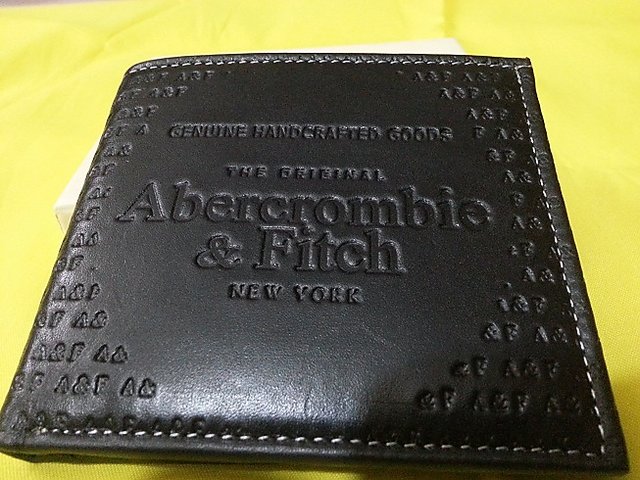 A&F A&F A&F A&F
GENUINE HANDCRAFTED GOODS
THE ORIGINAL
Abercrombie
& Fitch
NEW YORK
&F A&F A&
&F A&F A&